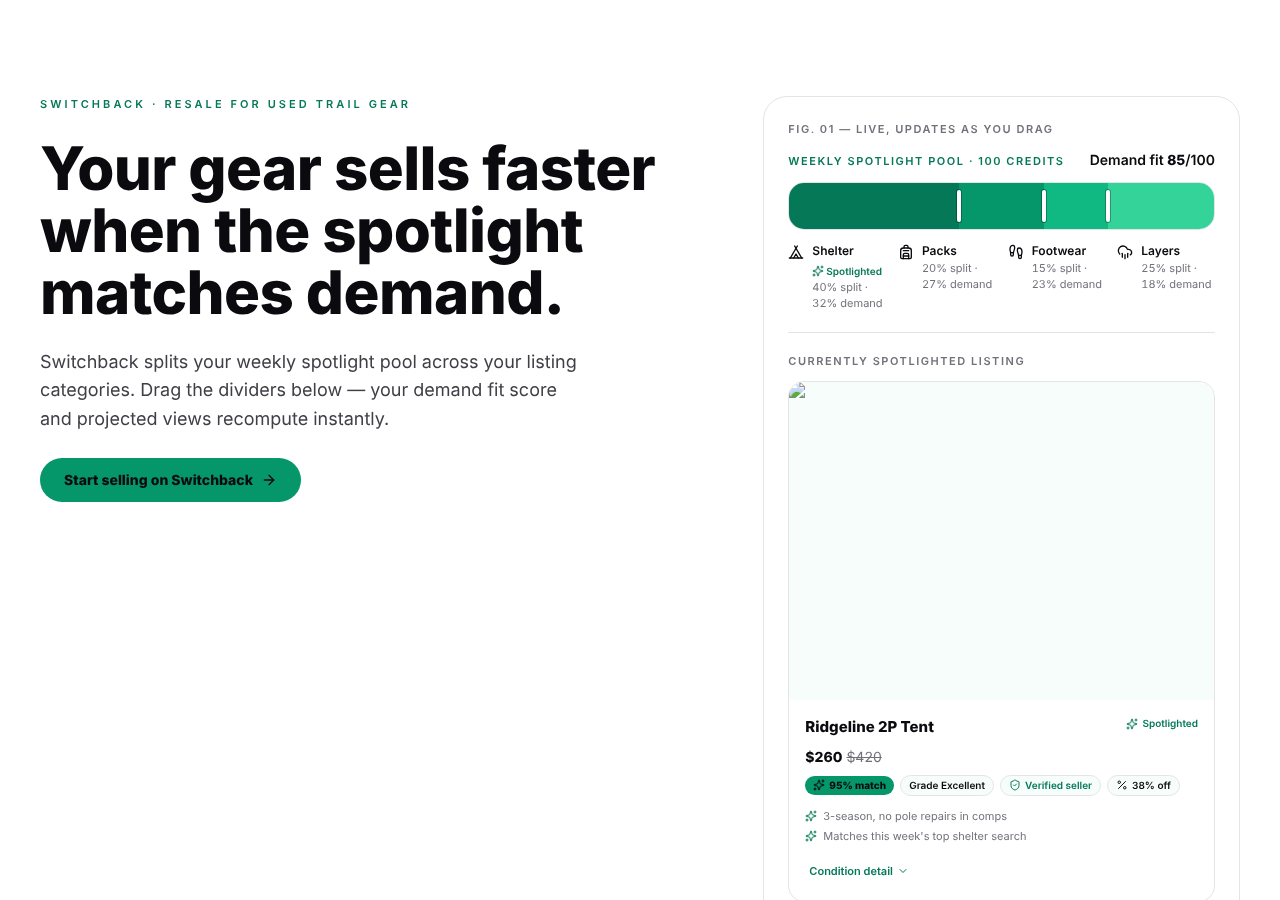 SWITCHBACK · RESALE FOR USED TRAIL GEAR
Your gear sells faster
when the spotlight
matches demand.
Switchback splits your weekly spotlight pool across your listing
categories. Drag the dividers below — your demand fit score
and projected views recompute instantly.
Start selling on Switchback
FIG. 01 — LIVE, UPDATES AS YOU DRAG
WEEKLY SPOTLIGHT POOL · 100 CREDITS
Demand fit 85/100
Shelter
Spotlighted
40% split ·
32% demand
Packs
20% split ·
27% demand
Footwear
15% split ·
23% demand
Layers
25% split ·
18% demand
CURRENTLY SPOTLIGHTED LISTING
Ridgeline 2P Tent
Spotlighted
$260 $420
95% match
Grade Excellent
Verified seller
38% off
3-season, no pole repairs in comps
Matches this week's top shelter search
Condition detail